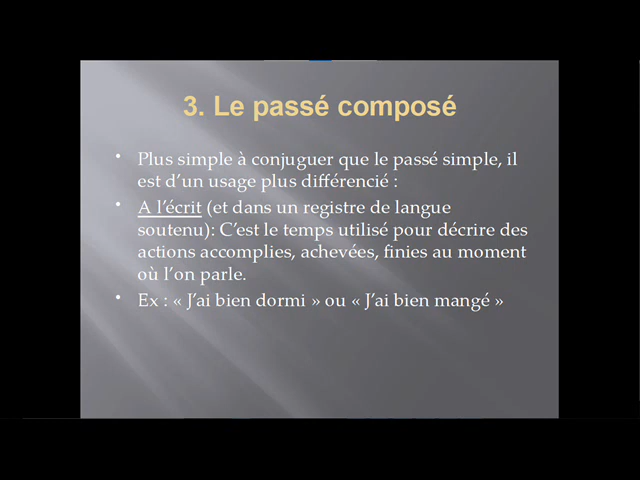 3. Le passé composé
• Plus simple à conjuguer que le passé simple, il
est d’un usage plus différencié :
• A l’écrit (et dans un registre de langue
soutenu): C’est le temps utilisé pour décrire des
actions accomplies, achevées, finies au moment
où l’on parle.
• Ex : « J’ai bien dormi » ou « J’ai bien mangé »